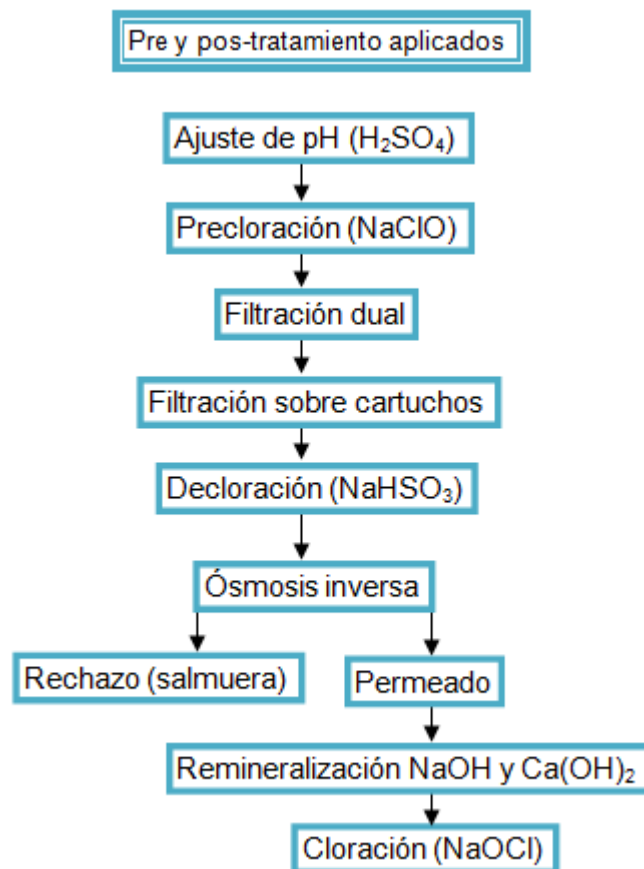 Pre y pos-tratamiento aplicados
Ajuste de pH (H₂SO₄)
Precloración (NaClO)
Filtración dual
Filtración sobre cartuchos
Decloración (NaHSO₃)
Ósmosis inversa
Rechazo (salmuera)
Permeado
Remineralización NaOH y Ca(OH)₂
Cloración (NaOCl)